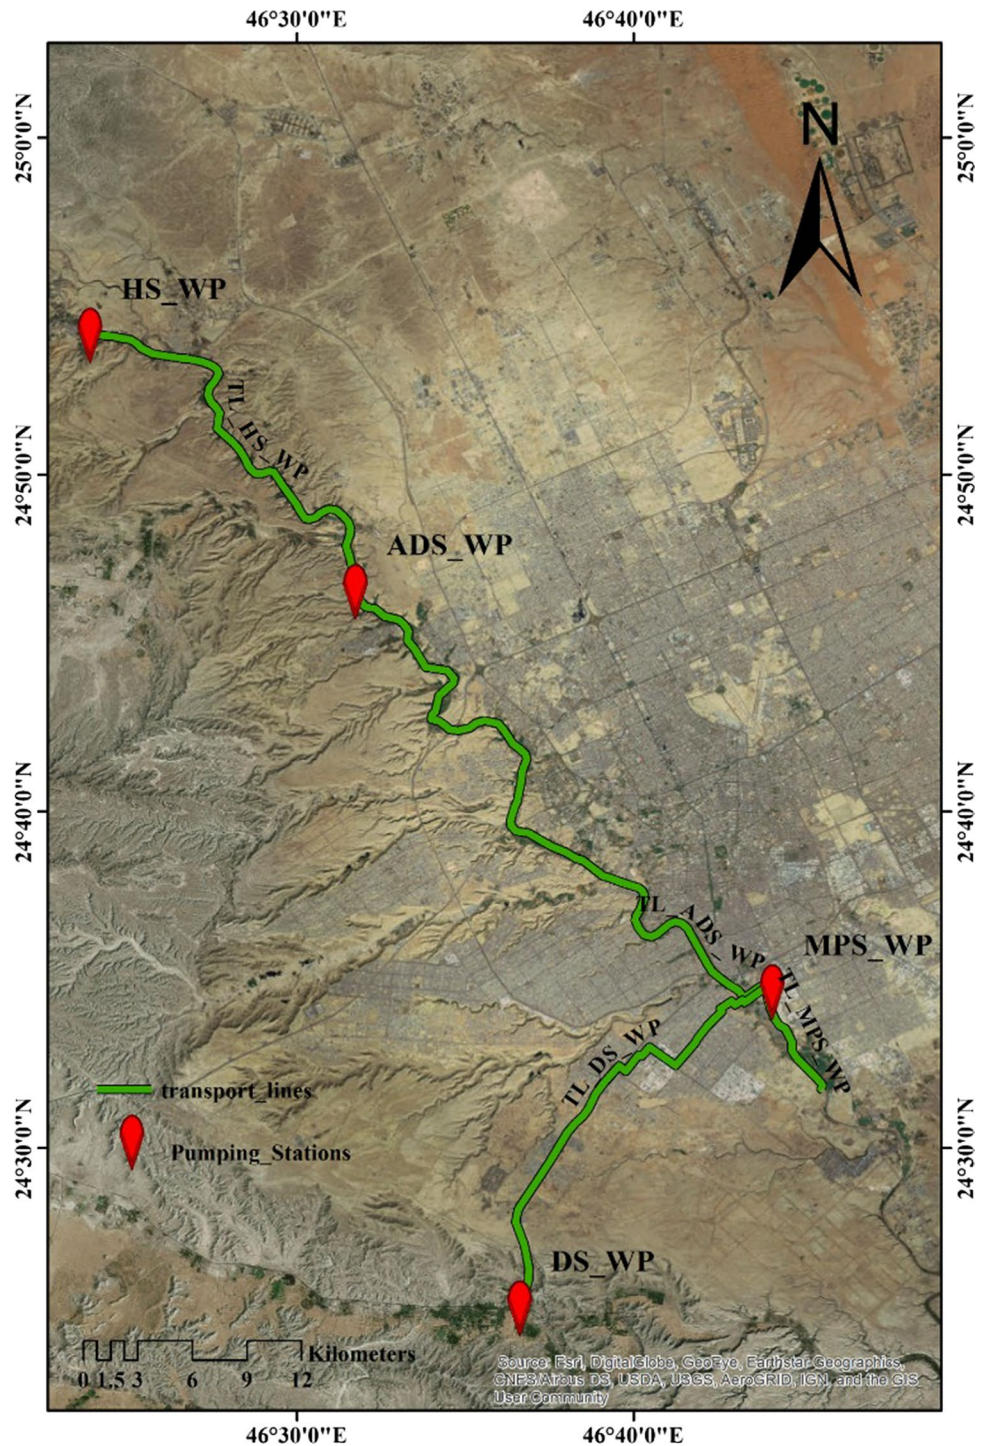 46°30'0"E
46°40'0"E
25°0'0"N
25°0'0"N
N
HS_WP
TL_HS_WP
24°50'0"N
24°50'0"N
ADS_WP
24°40'0"N
24°40'0"N
TL_ADS_WP
MPS_WP
TL_MPS_WP
TL_DS_WP
transport_lines
Pumping_Stations
24°30'0"N
24°30'0"N
DS_WP
Kilometers
0 1.5 3 6 9 12
Source: Esri, DigitalGlobe, GeoEye, Earthstar Geographics,
CNES/Airbus DS, USDA, USGS, AeroGRID, IGN, and the GIS
User Community
46°30'0"E
46°40'0"E